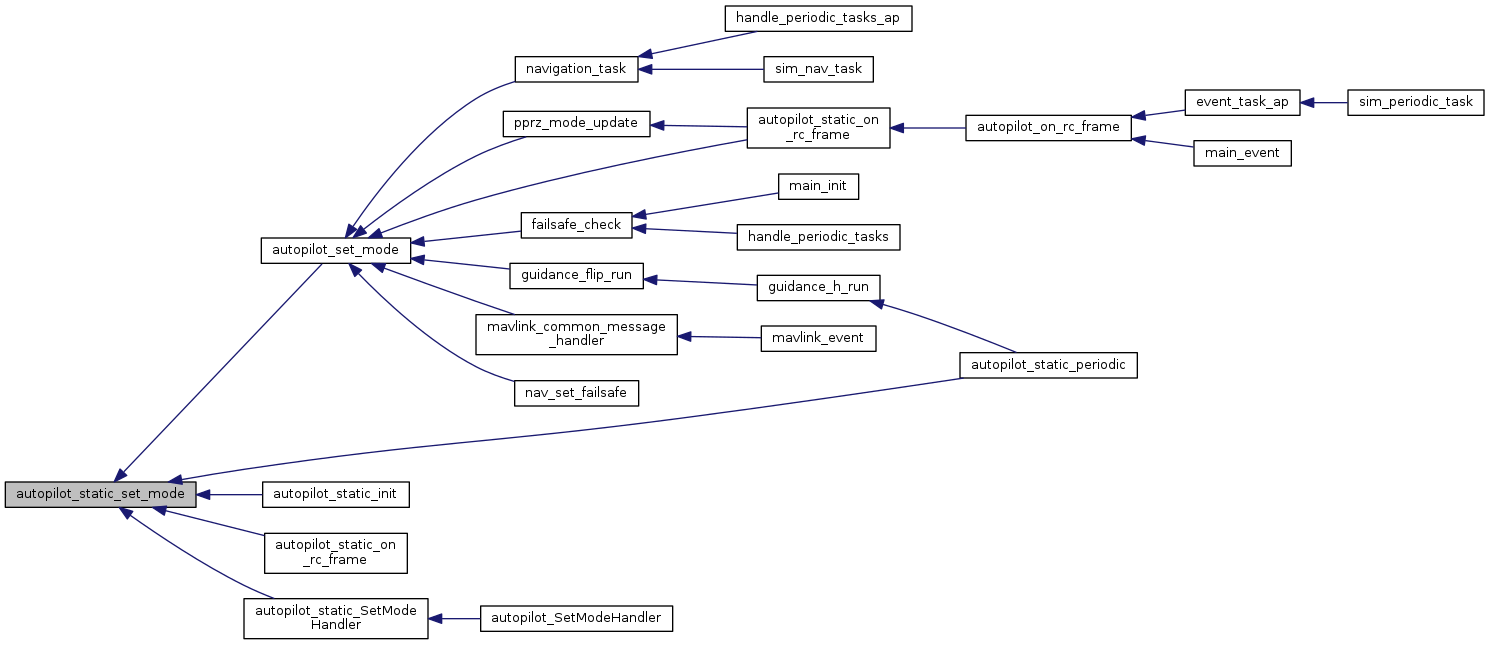 handle_periodic_tasks_ap
navigation_task
sim_nav_task
event_task_ap
sim_periodic_task
pprz_mode_update
autopilot_static_on
_rc_frame
autopilot_on_rc_frame
main_event
main_init
failsafe_check
handle_periodic_tasks
autopilot_set_mode
guidance_flip_run
guidance_h_run
mavlink_common_message
_handler
mavlink_event
autopilot_static_periodic
nav_set_failsafe
autopilot_static_set_mode
autopilot_static_init
autopilot_static_on
_rc_frame
autopilot_static_SetMode
Handler
autopilot_SetModeHandler